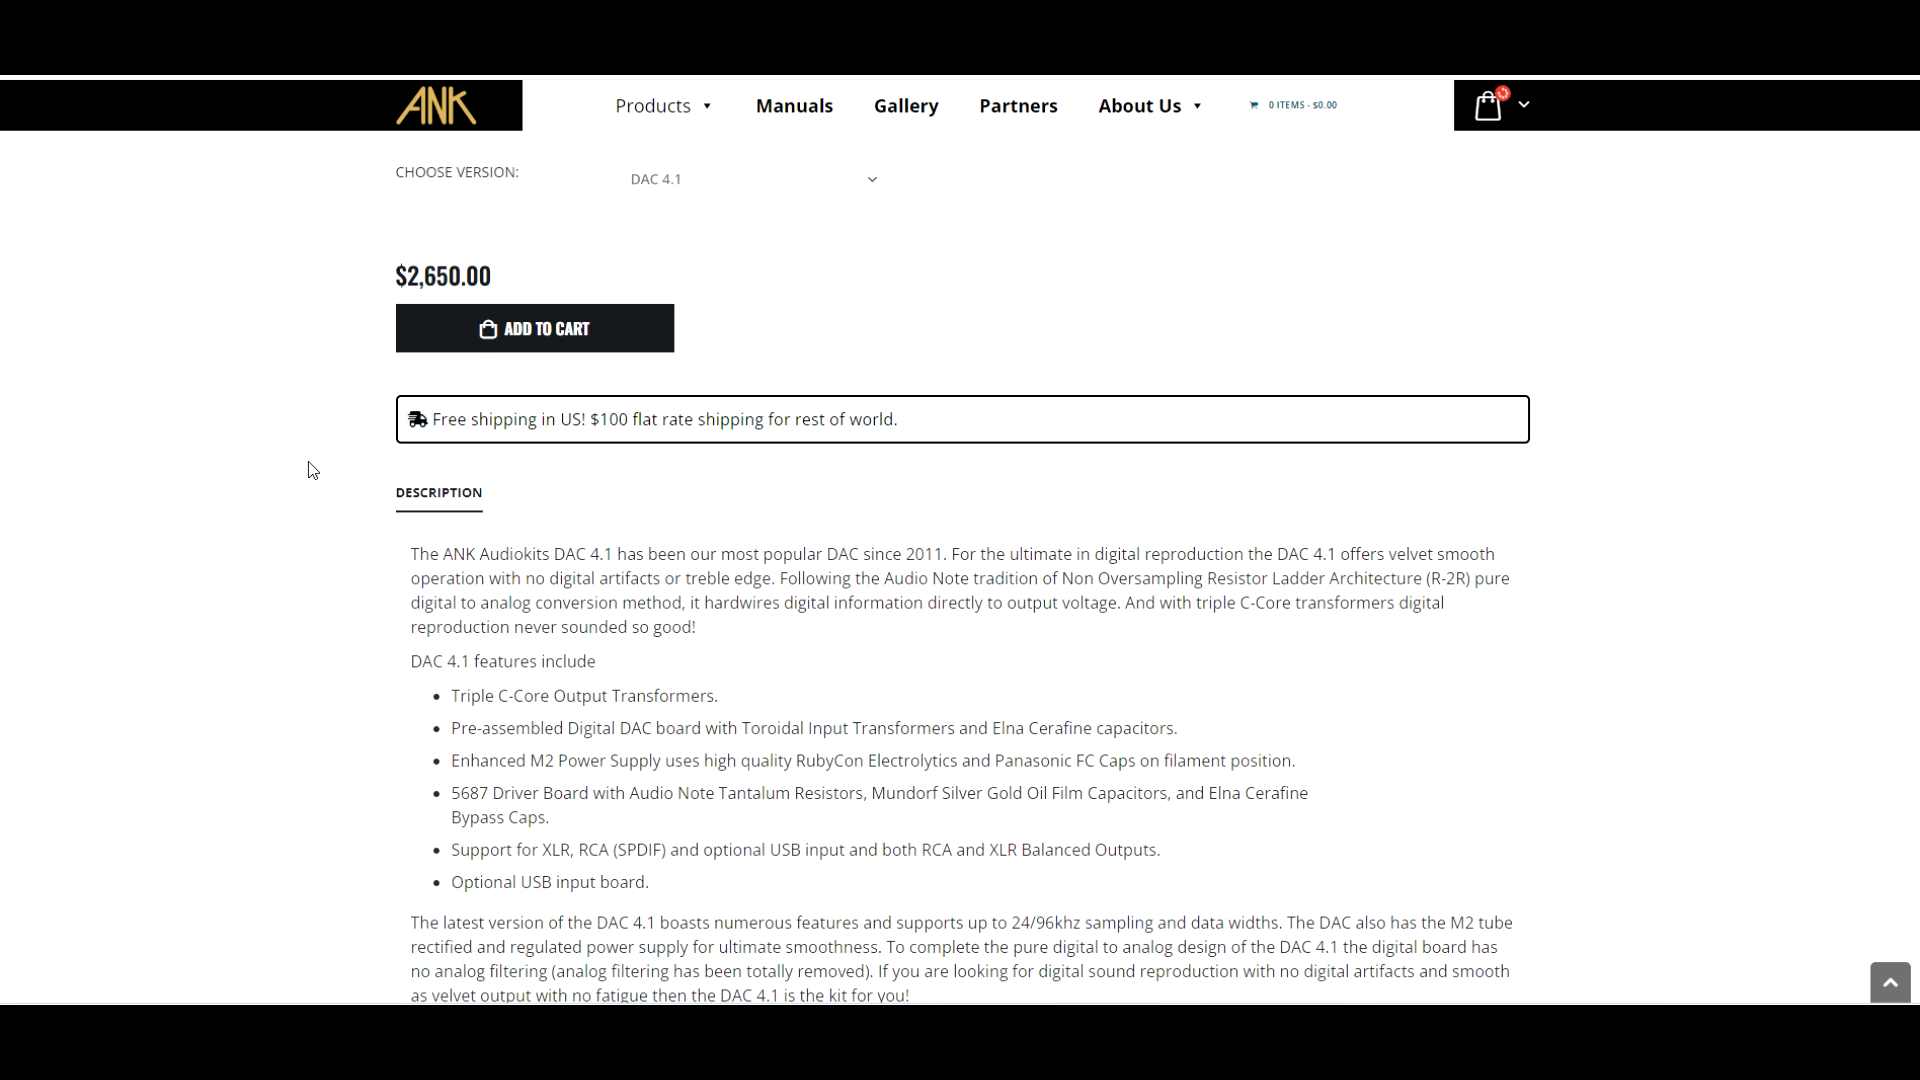 ANK
Products
Manuals
Gallery
Partners
About Us
0 ITEMS - $0.00
CHOOSE VERSION:
DAC 4.1
$2,650.00
ADD TO CART
Free shipping in US! $100 flat rate shipping for rest of world.
DESCRIPTION
The ANK Audiokits DAC 4.1 has been our most popular DAC since 2011. For the ultimate in digital reproduction the DAC 4.1 offers velvet smooth
operation with no digital artifacts or treble edge. Following the Audio Note tradition of Non Oversampling Resistor Ladder Architecture (R-2R) pure
digital to analog conversion method, it hardwires digital information directly to output voltage. And with triple C-Core transformers digital
reproduction never sounded so good!
DAC 4.1 features include
Triple C-Core Output Transformers.
Pre-assembled Digital DAC board with Toroidal Input Transformers and Elna Cerafine capacitors.
Enhanced M2 Power Supply uses high quality RubyCon Electrolytics and Panasonic FC Caps on filament position.
5687 Driver Board with Audio Note Tantalum Resistors, Mundorf Silver Gold Oil Film Capacitors, and Elna Cerafine
Bypass Caps.
Support for XLR, RCA (SPDIF) and optional USB input and both RCA and XLR Balanced Outputs.
Optional USB input board.
The latest version of the DAC 4.1 boasts numerous features and supports up to 24/96khz sampling and data widths. The DAC also has the M2 tube
rectified and regulated power supply for ultimate smoothness. To complete the pure digital to analog design of the DAC 4.1 the digital board has
no analog filtering (analog filtering has been totally removed). If you are looking for digital sound reproduction with no digital artifacts and smooth
as velvet output with no fatigue then the DAC 4.1 is the kit for you!